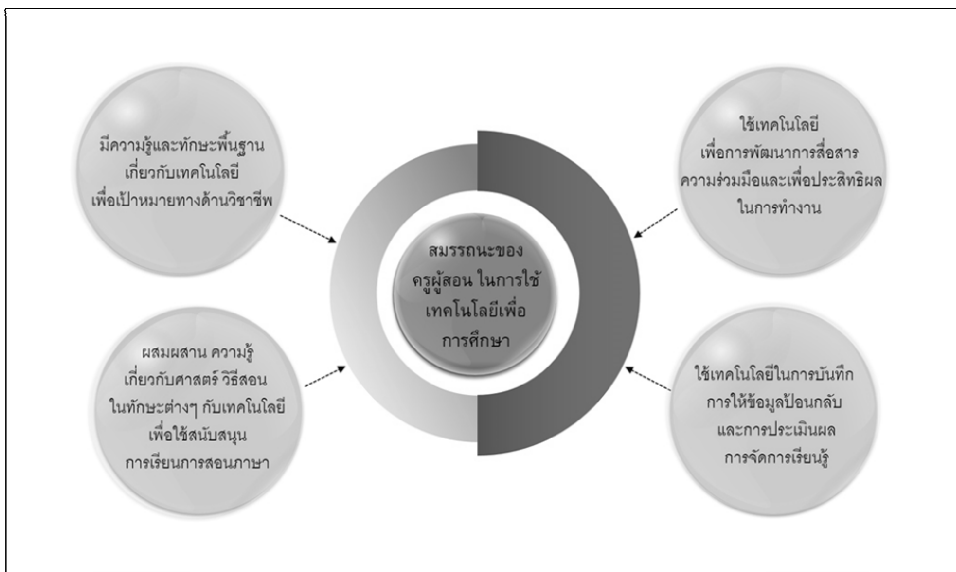 มีความรู้และทักษะพื้นฐาน
เกี่ยวกับเทคโนโลยี
เพื่อเป้าหมายทางด้านวิชาชีพ
ใช้เทคโนโลยี
เพื่อการพัฒนาการสื่อสาร
ความร่วมมือและเพื่อประสิทธิผล
ในการทำงาน
สมรรถนะของ
ครูผู้สอน ในการใช้
เทคโนโลยีเพื่อ
การศึกษา
ผสมผสาน ความรู้
เกี่ยวกับศาสตร์ วิธีสอน
ในทักษะต่างๆ กับเทคโนโลยี
เพื่อใช้สนับสนุน
การเรียนการสอนภาษา
ใช้เทคโนโลยีในการบันทึก
การให้ข้อมูลป้อนกลับ
และการประเมินผล
การจัดการเรียนรู้